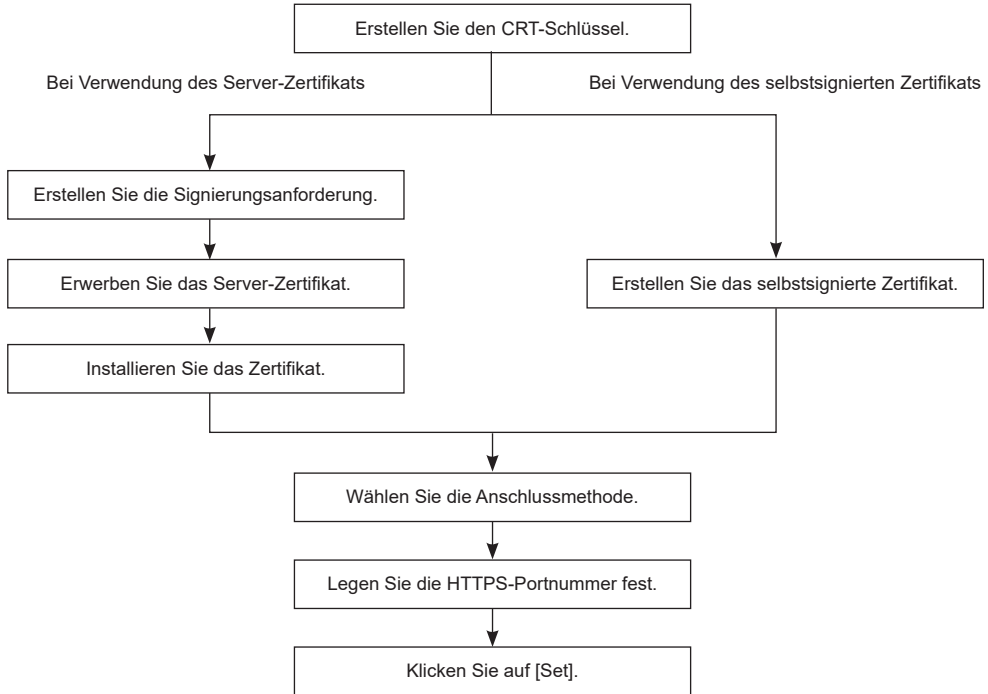 Erstellen Sie den CRT-Schlüssel.
Bei Verwendung des Server-Zertifikats
Bei Verwendung des selbstsignierten Zertifikats
Erstellen Sie die Signierungsanforderung.
Erwerben Sie das Server-Zertifikat.
Erstellen Sie das selbstsignierte Zertifikat.
Installieren Sie das Zertifikat.
Wählen Sie die Anschlussmethode.
Legen Sie die HTTPS-Portnummer fest.
Klicken Sie auf [Set].